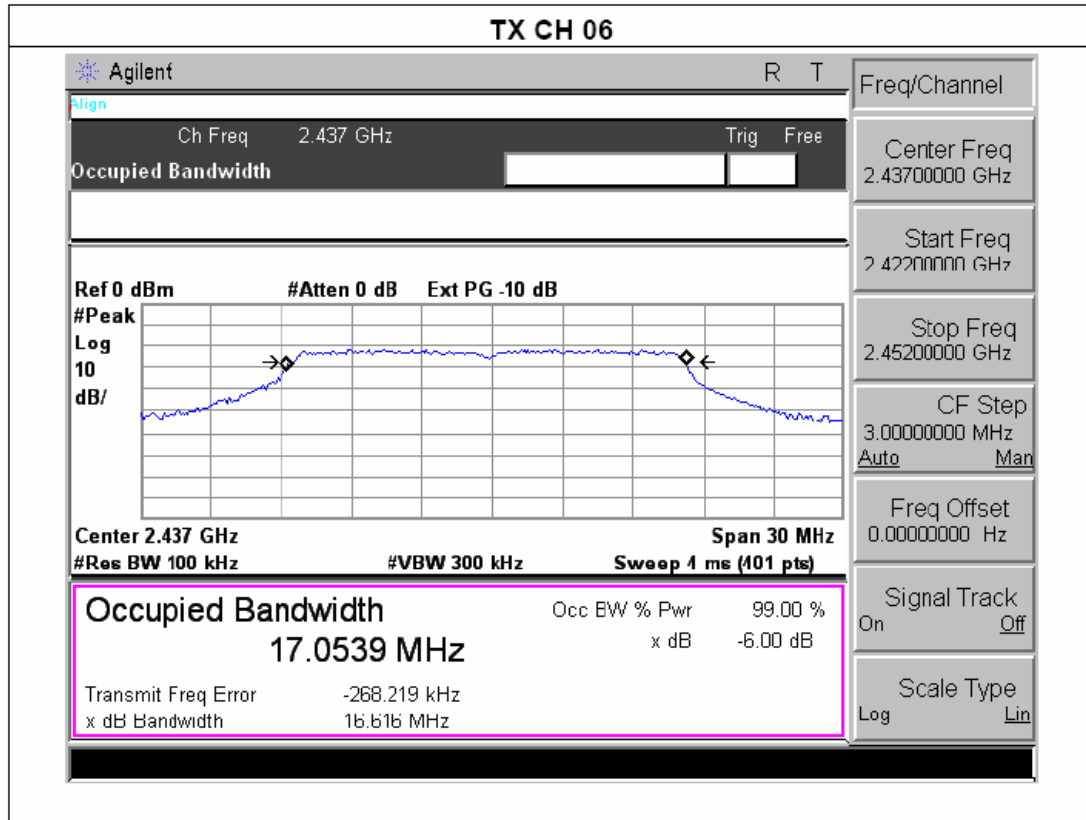 TX CH 06
Agilent R T
Align
Ch Freq 2.437 GHz Trig Free
Occupied Bandwidth
Ref 0 dBm #Atten 0 dB Ext PG -10 dB
#Peak
Log
10
dB/
Center 2.437 GHz Span 30 MHz
#Res BW 100 kHz #VBW 300 kHz Sweep 4 ms (401 pts)
Occupied Bandwidth
17.0539 MHz
Occ BW % Pwr 99.00 %
x dB -6.00 dB
Transmit Freq Error -268.219 kHz
x dB Bandwidth 16.616 MHz
Freq/Channel
Center Freq
2.43700000 GHz
Start Freq
2.42200000 GHz
Stop Freq
2.45200000 GHz
CF Step
3.00000000 MHz
Auto Man
Freq Offset
0.00000000 Hz
Signal Track
On Off
Scale Type
Log Lin